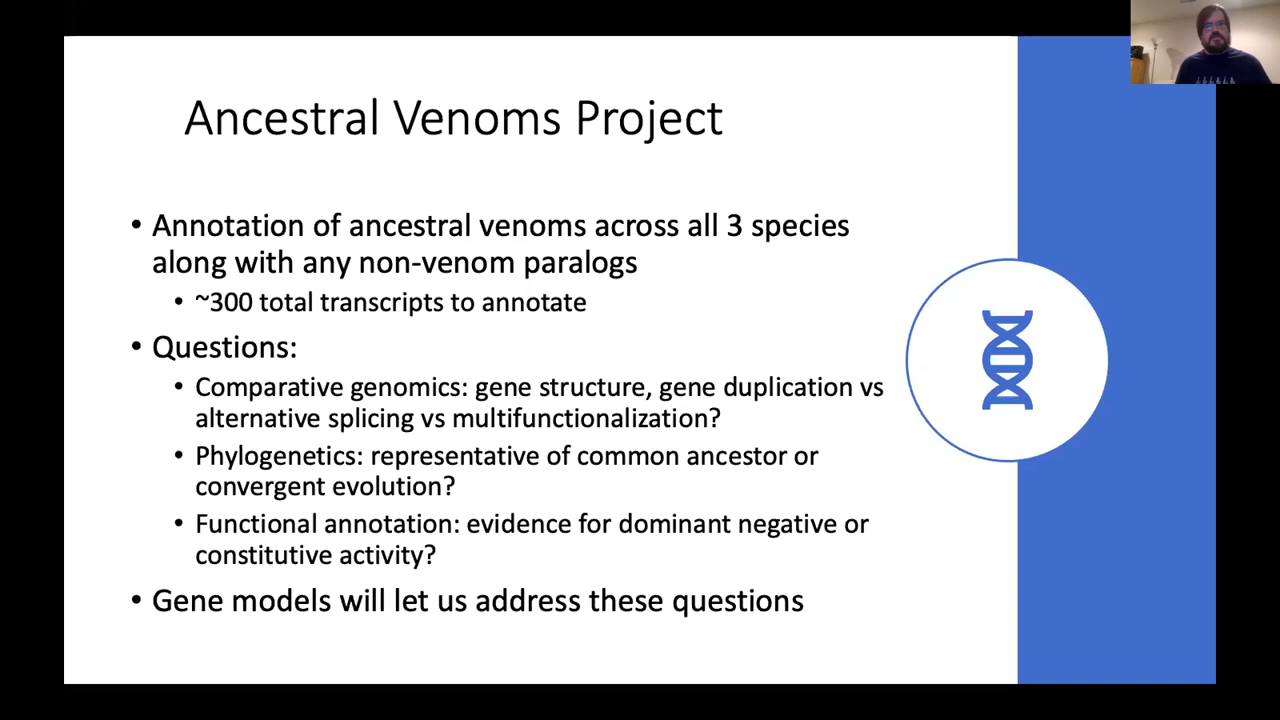 Ancestral Venoms Project
• Annotation of ancestral venoms across all 3 species
along with any non-venom paralogs
• ~300 total transcripts to annotate
• Questions:
• Comparative genomics: gene structure, gene duplication vs
alternative splicing vs multifunctionalization?
• Phylogenetics: representative of common ancestor or
convergent evolution?
• Functional annotation: evidence for dominant negative or
constitutive activity?
• Gene models will let us address these questions